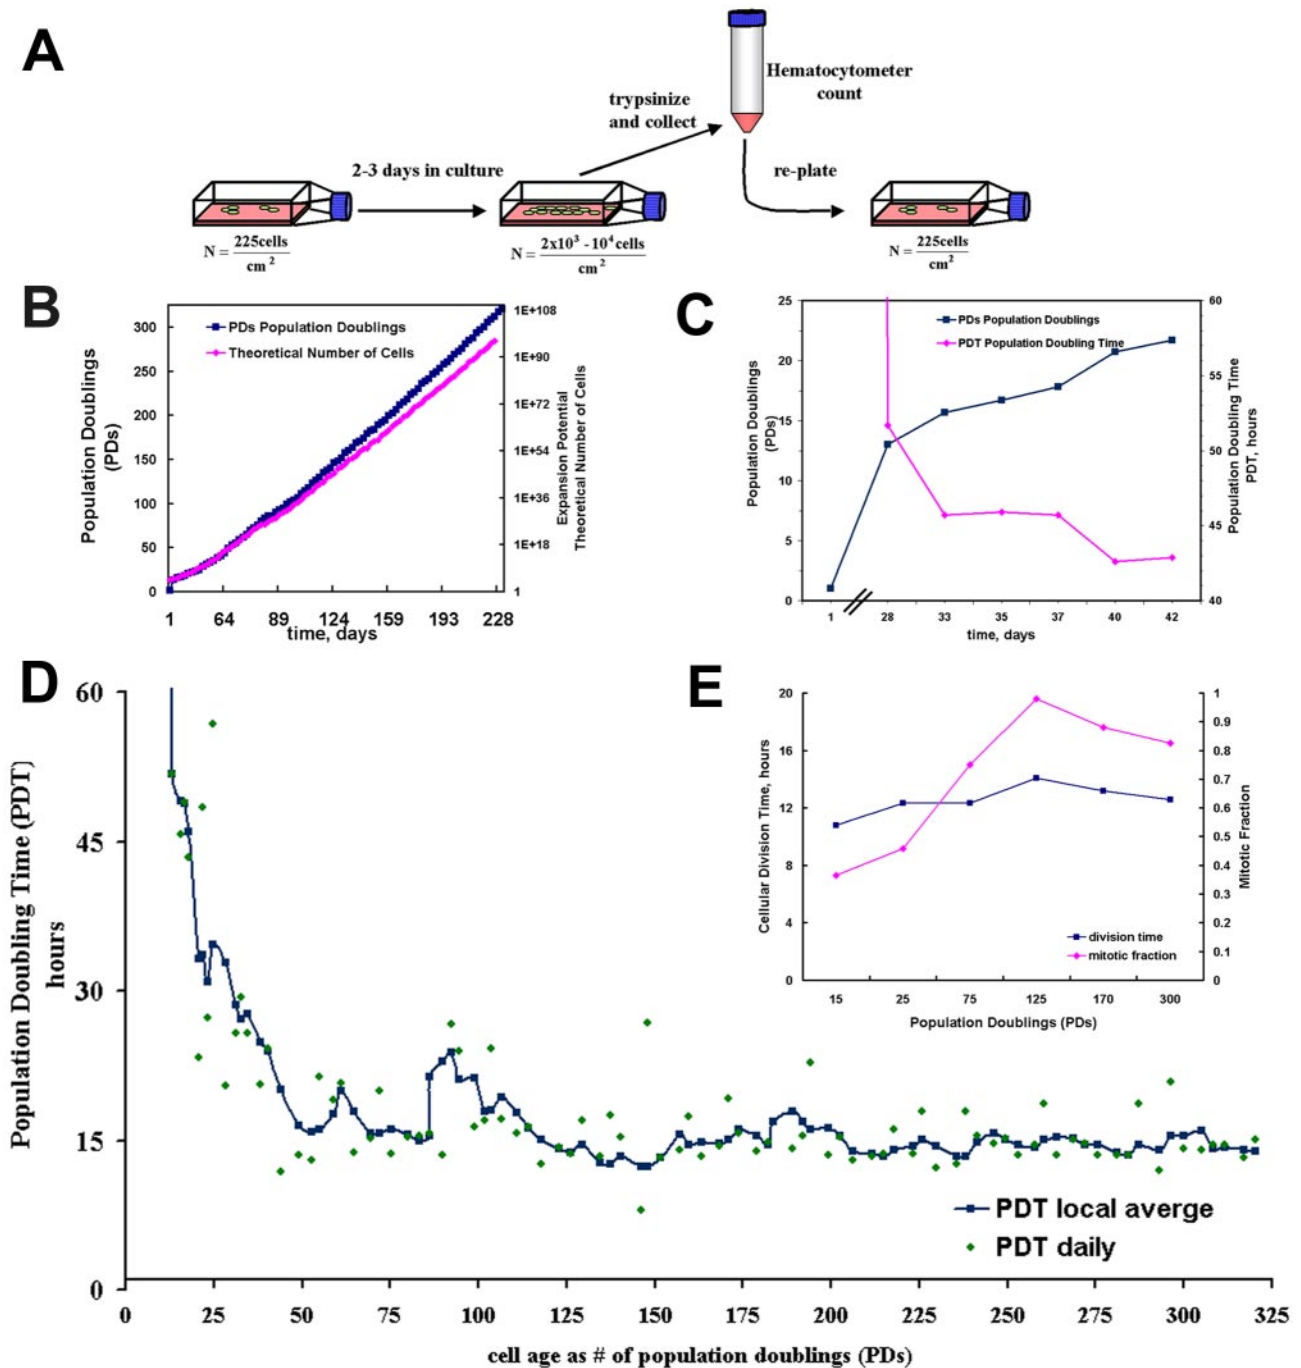 A
Hematocytometer
count
trypsinize
and collect
2-3 days in culture
re-plate
N = 225cells
cm²
N = 2x10³ - 10⁴ cells
cm²
N = 225cells
cm²
B
Population Doublings
(PDs)
300
250
200
150
100
50
0
PDs Population Doublings
Theoretical Number of Cells
1E+108
1E+90
1E+72
1E+54
1E+36
1E+18
1
Expansion Potential
Theoretical Number of Cells
1 64 89 124 159 193 228
time, days
C
Population Doublings
(PDs)
25
20
15
10
5
0
PDs Population Doublings
PDT Population Doubling Time
60
55
50
45
40
Population Doubling Time
PDT, hours
1 28 33 35 37 40 42
time, days
D
Population Doubling Time (PDT)
hours
60
45
30
15
0
PDT local averge
PDT daily
0 25 50 75 100 125 150 175 200 225 250 275 300 325
cell age as # of population doublings (PDs)
E
Cellular Division Time, hours
20
16
12
8
4
0
1
0.9
0.8
0.7
0.6
0.5
0.4
0.3
0.2
0.1
0
Mitotic Fraction
division time
mitotic fraction
15 25 75 125 170 300
Population Doublings (PDs)